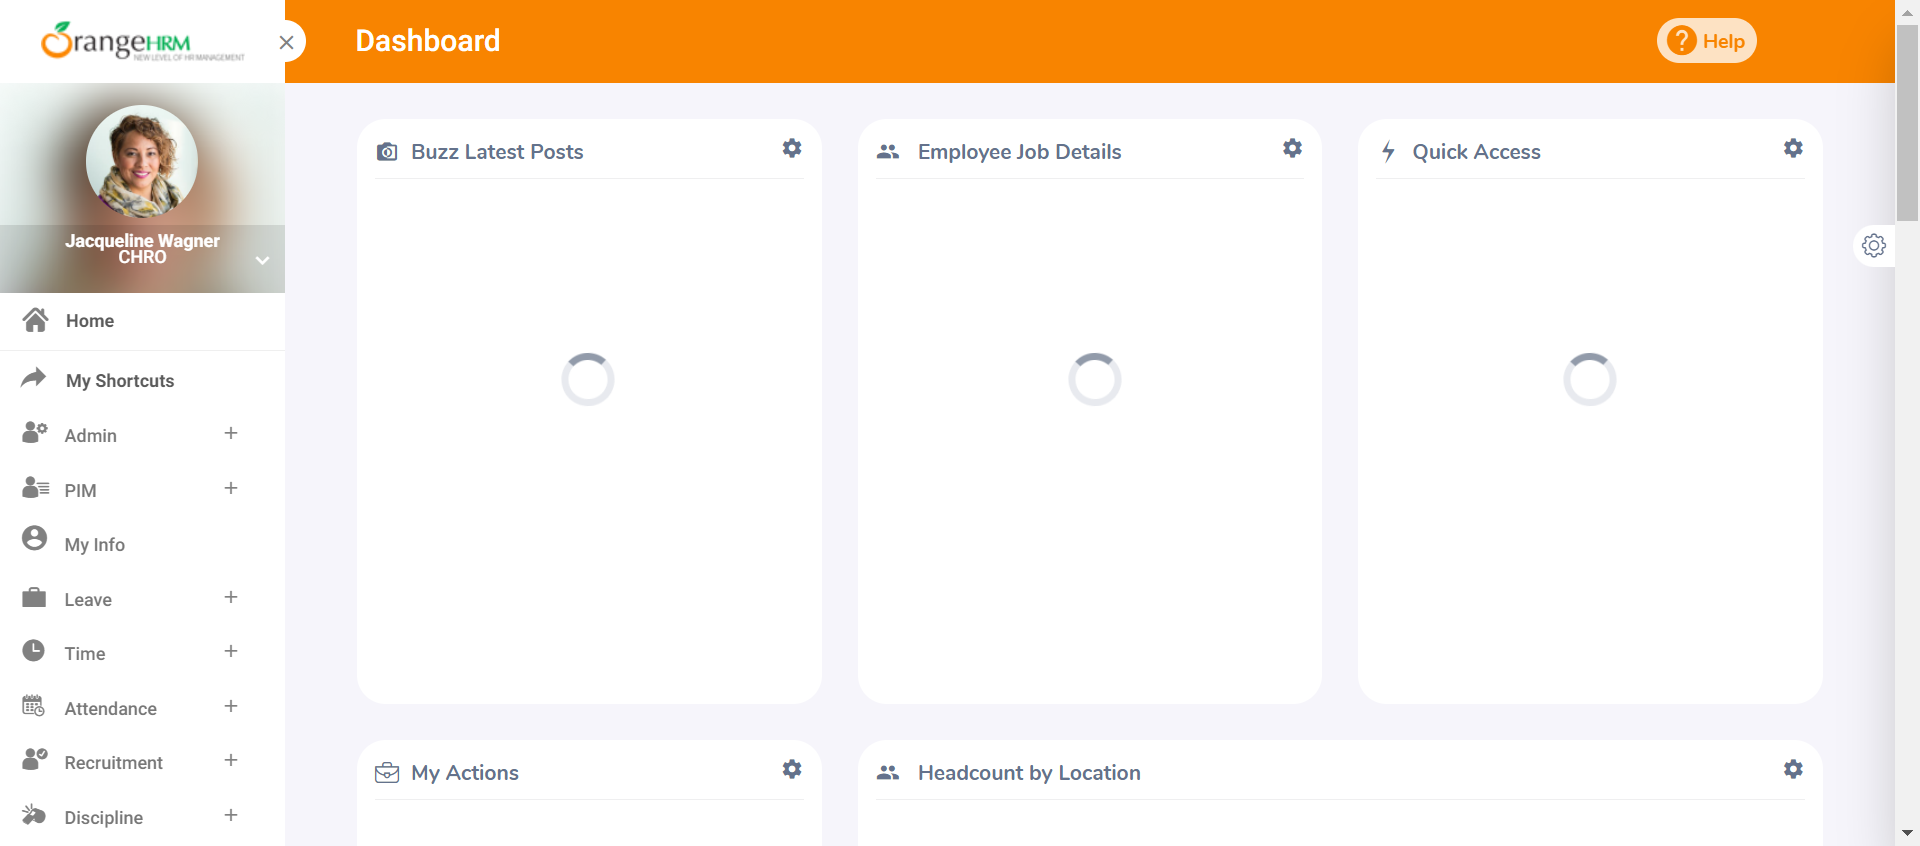 OrangeHRM
NEW LEVEL OF HR MANAGEMENT
Dashboard
Help
Jacqueline Wagner
CHRO
Home
My Shortcuts
Admin
PIM
My Info
Leave
Time
Attendance
Recruitment
Discipline
Buzz Latest Posts
Employee Job Details
Quick Access
My Actions
Headcount by Location